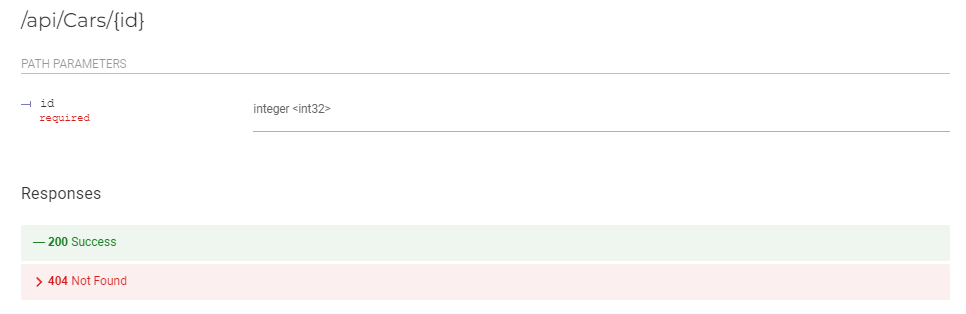 /api/Cars/{id}
PATH PARAMETERS
id
required
integer <int32>
Responses
— 200 Success
404 Not Found